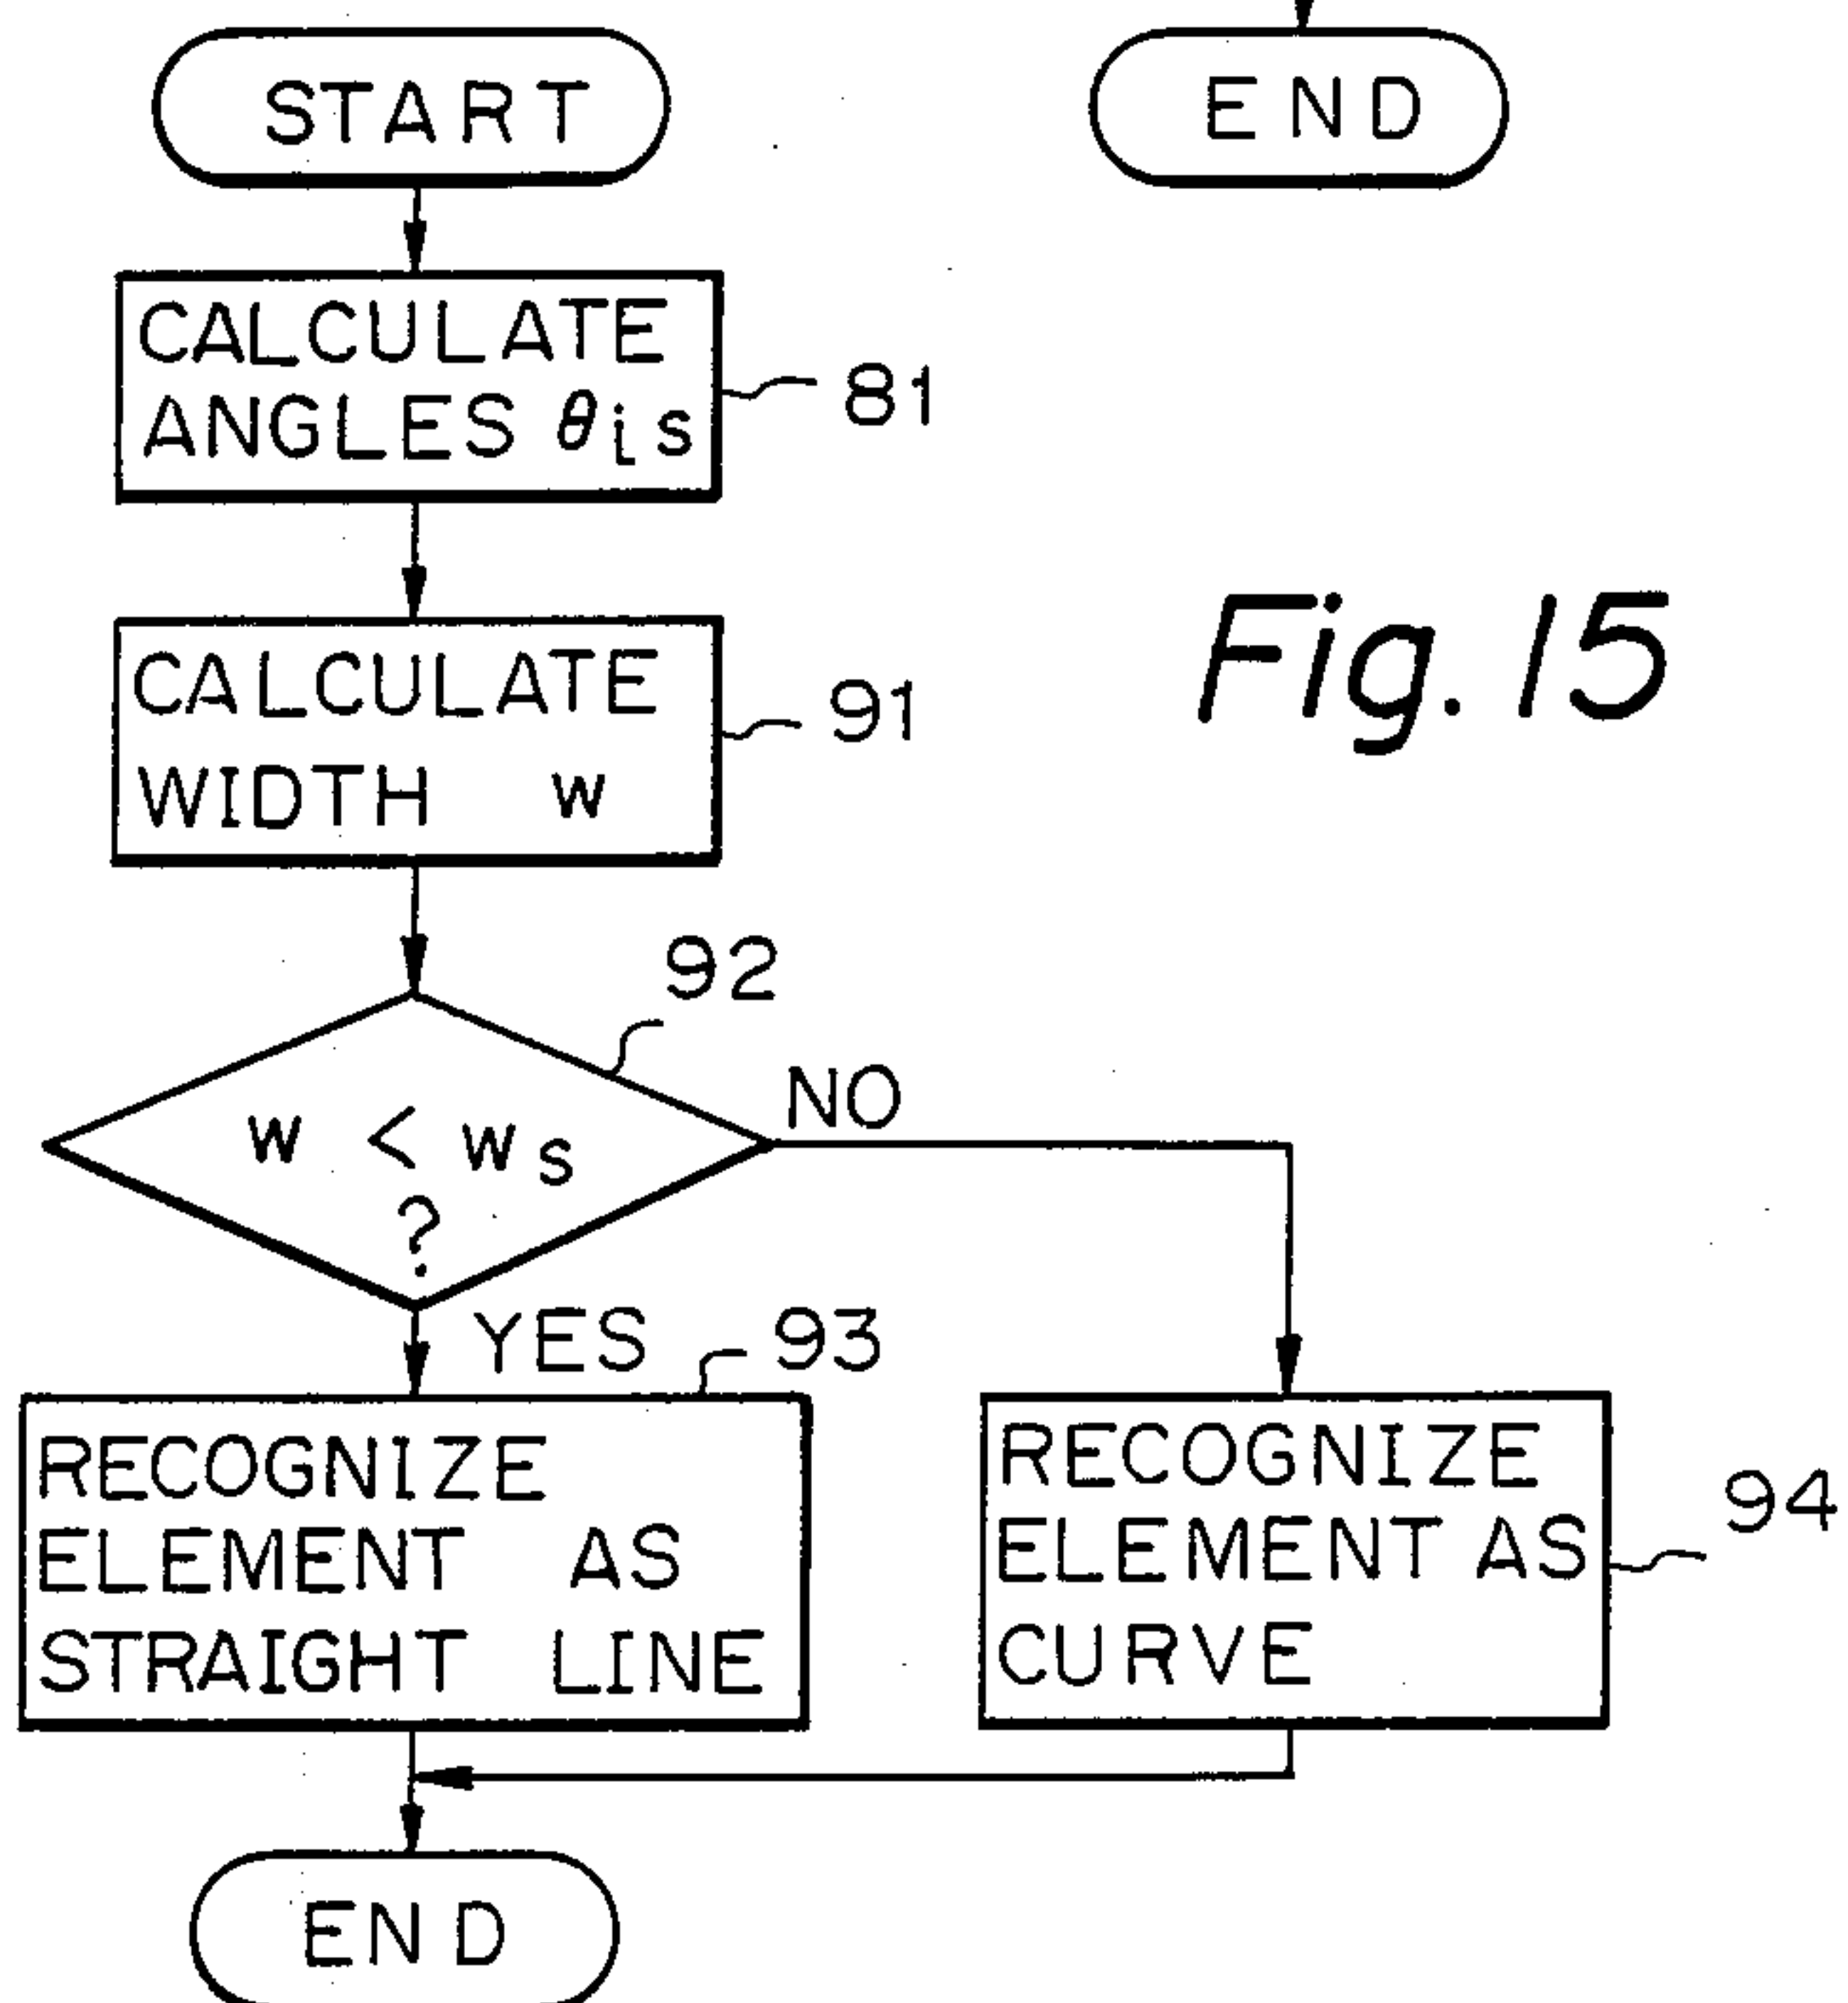 START
END
CALCULATE
ANGLES θis
81
Fig. 15
CALCULATE
WIDTH w
91
92
w < ws
?
NO
YES
93
RECOGNIZE
ELEMENT AS
STRAIGHT LINE
RECOGNIZE
ELEMENT AS
CURVE
94
END